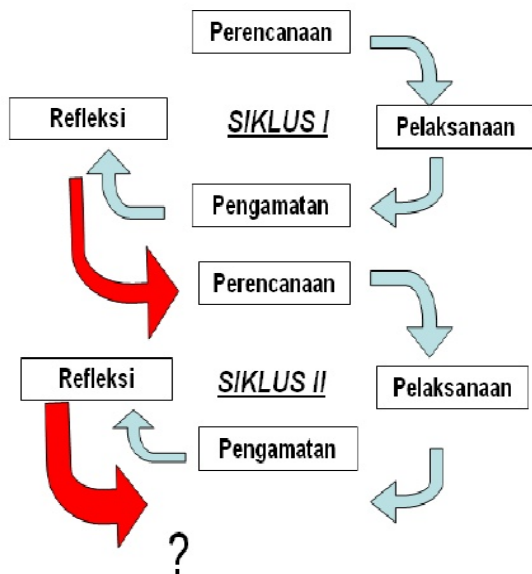 Perencanaan
Refleksi
SIKLUS I
Pelaksanaan
Pengamatan
Perencanaan
Refleksi
SIKLUS II
Pelaksanaan
Pengamatan
?